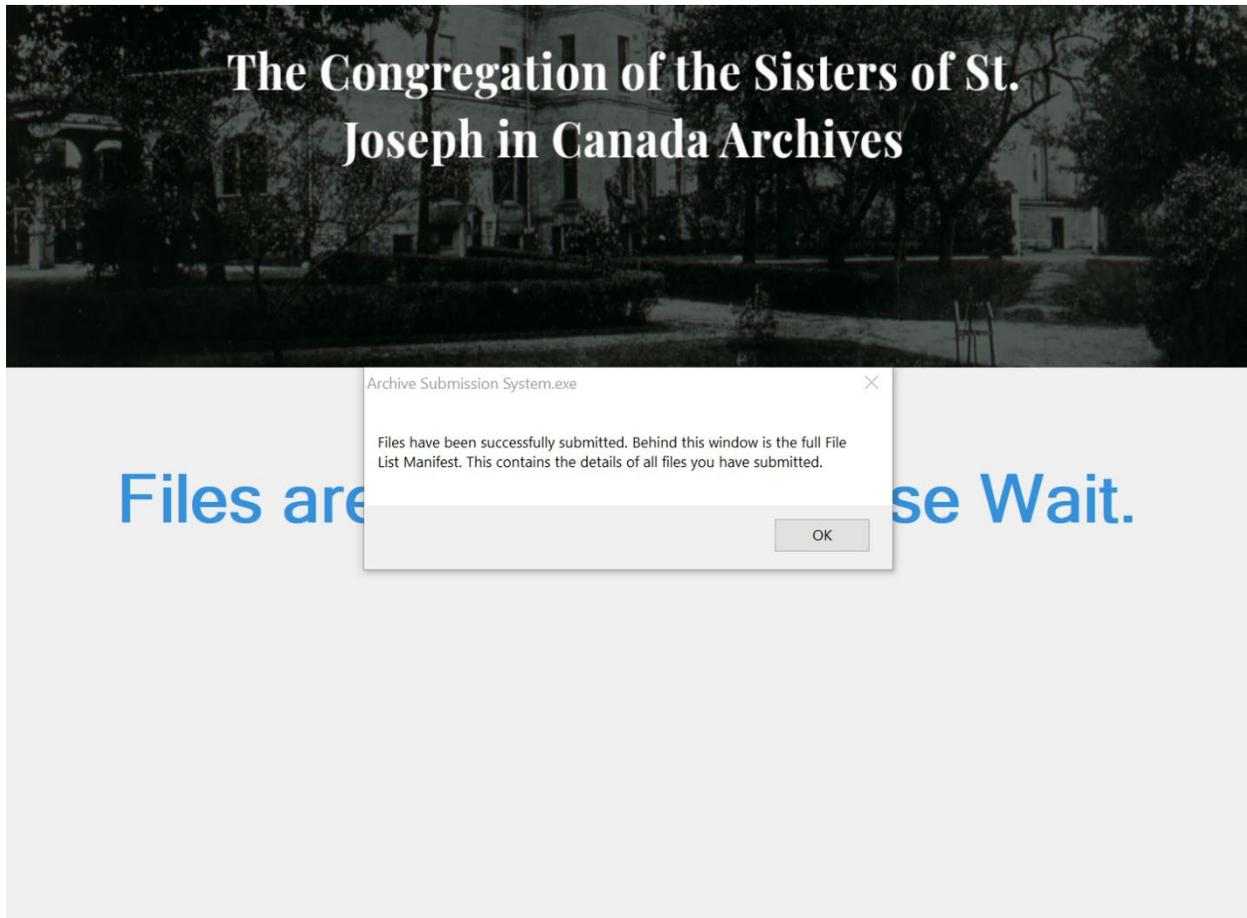 The Congregation of the Sisters of St.
Joseph in Canada Archives
Archive Submission System.exe
Files have been successfully submitted. Behind this window is the full File
List Manifest. This contains the details of all files you have submitted.
Files are Wait.
OK